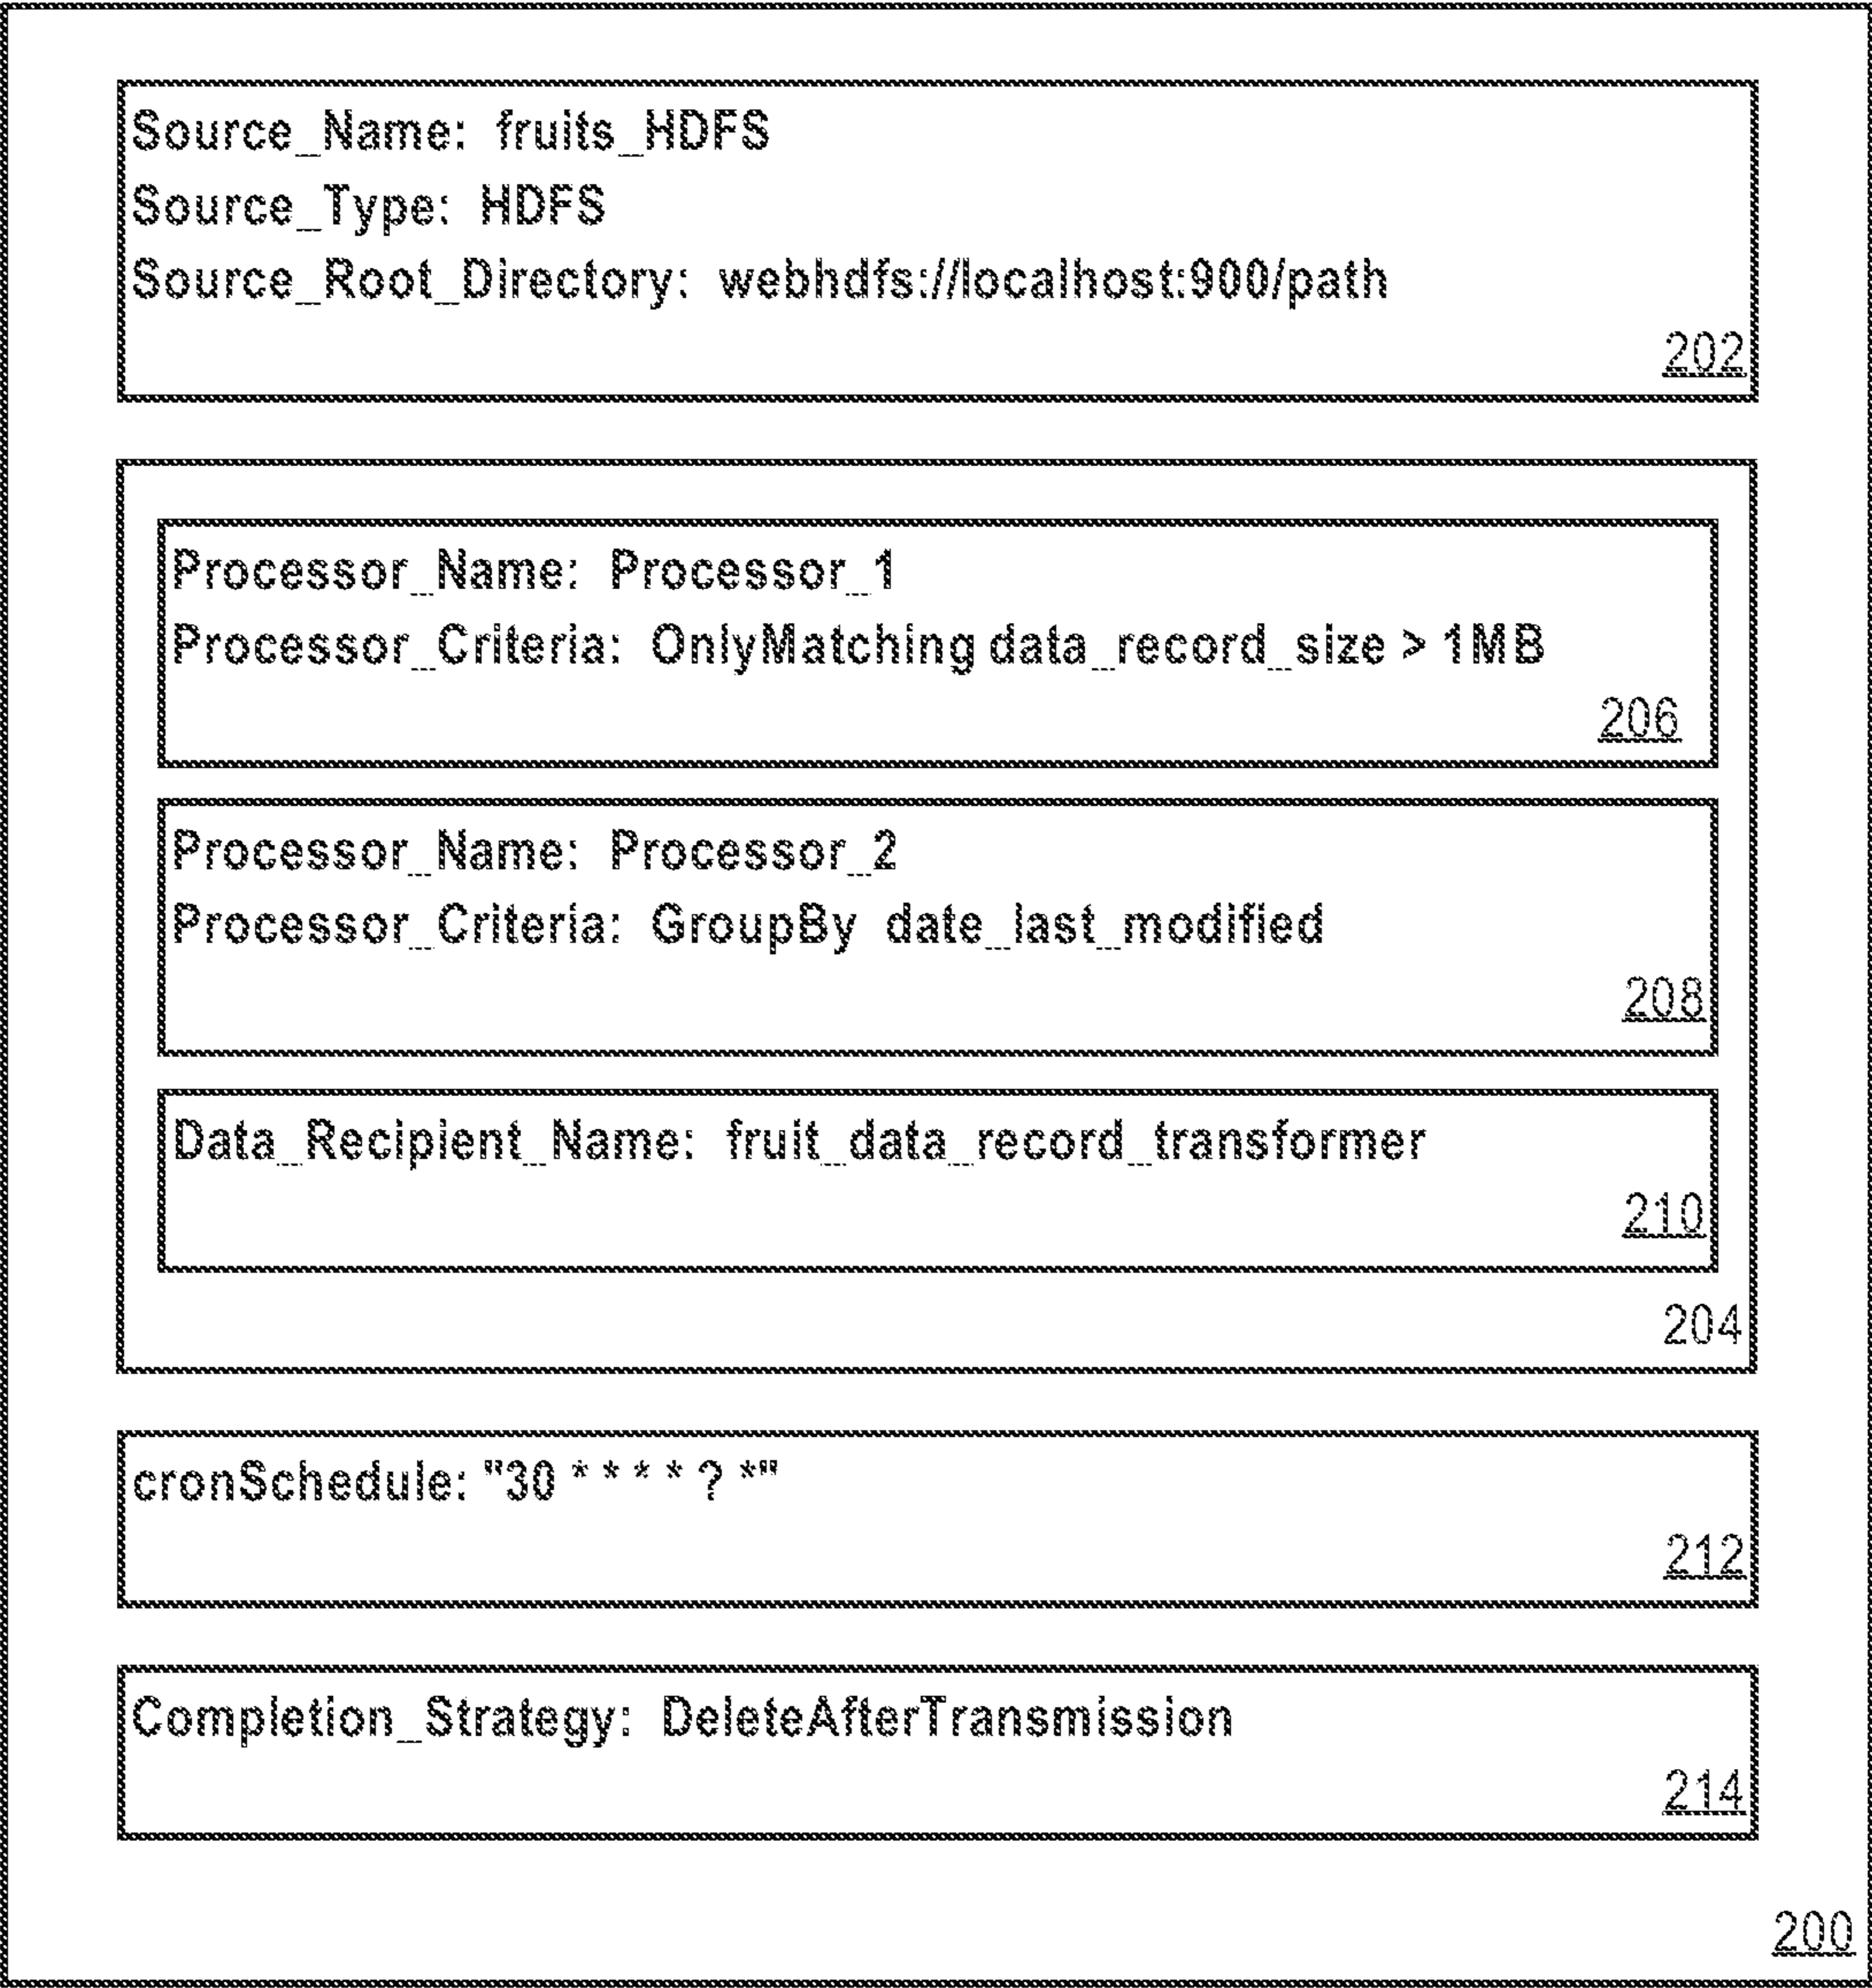 Source_Name: fruits_HDFS
Source_Type: HDFS
Source_Root_Directory: webhdfs://localhost:900/path
202
Processor_Name: Processor_1
Processor_Criteria: OnlyMatching data_record_size > 1MB
206
Processor_Name: Processor_2
Processor_Criteria: GroupBy date_last_modified
208
Data_Recipient_Name: fruit_data_record_transformer
210
204
cronSchedule: "30 * * * * ? *"
212
Completion_Strategy: DeleteAfterTransmission
214
200